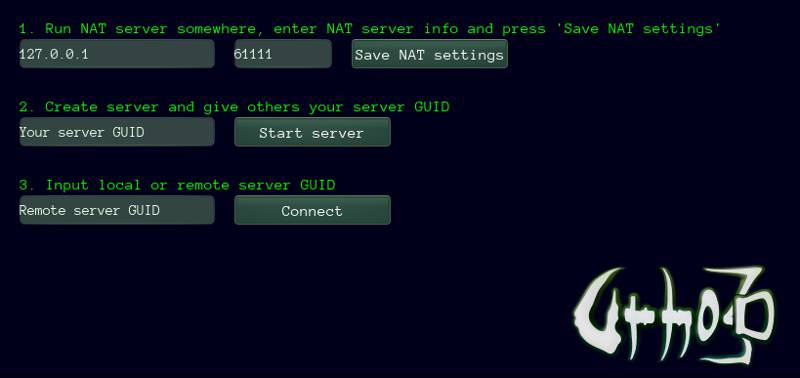 1. Run NAT server somewhere, enter NAT server info and press 'Save NAT settings'
127.0.0.1 61111 Save NAT settings
2. Create server and give others your server GUID
Your server GUID Start server
3. Input local or remote server GUID
Remote server GUID Connect